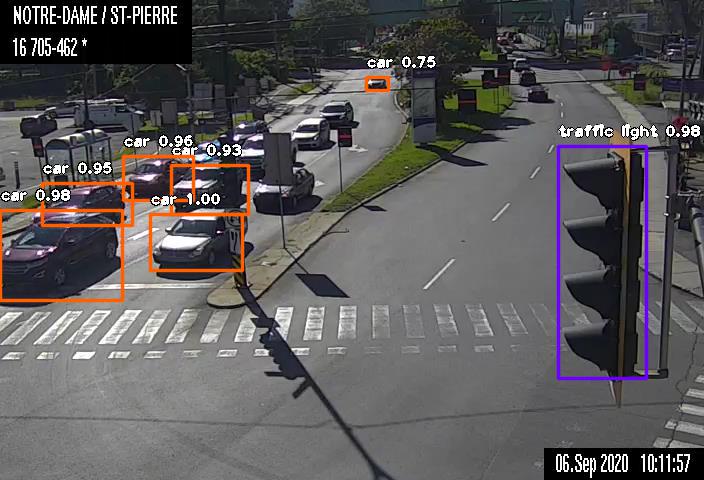 NOTRE-DAME / ST-PIERRE
16 705-462 *
car 0.75
traffic light 0.98
car 0.96
car 0.93
car 0.95
car 0.98
car 1.00
06.Sep 2020 10:11:57